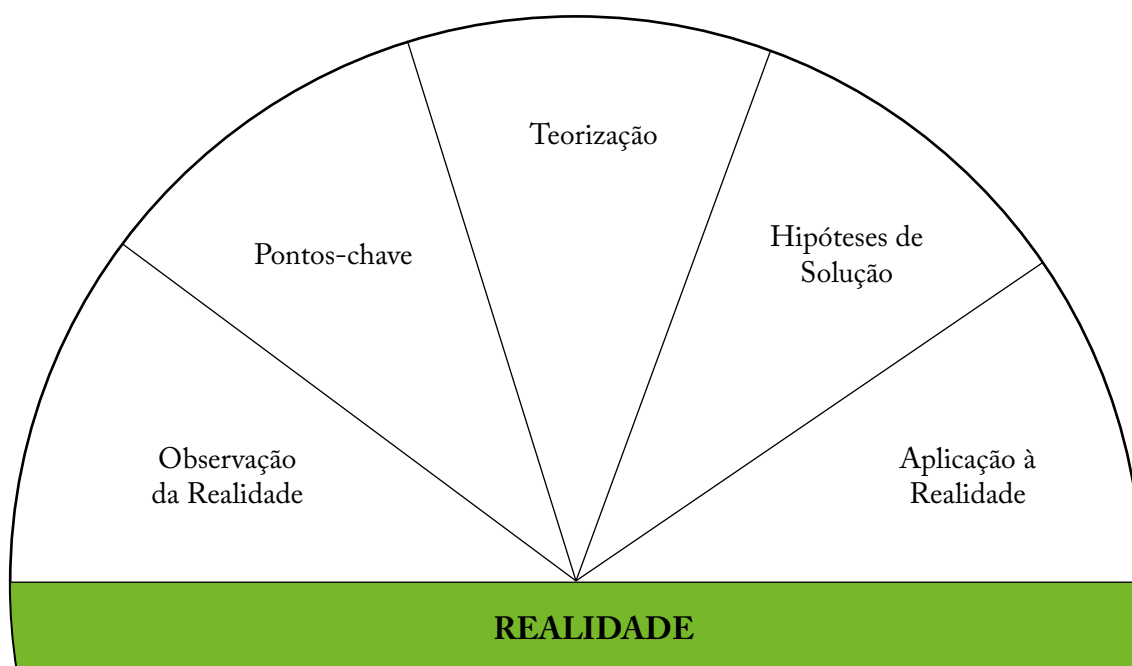 Teorização
Pontos-chave
Hipóteses de
Solução
Observação
da Realidade
Aplicação à
Realidade
REALIDADE